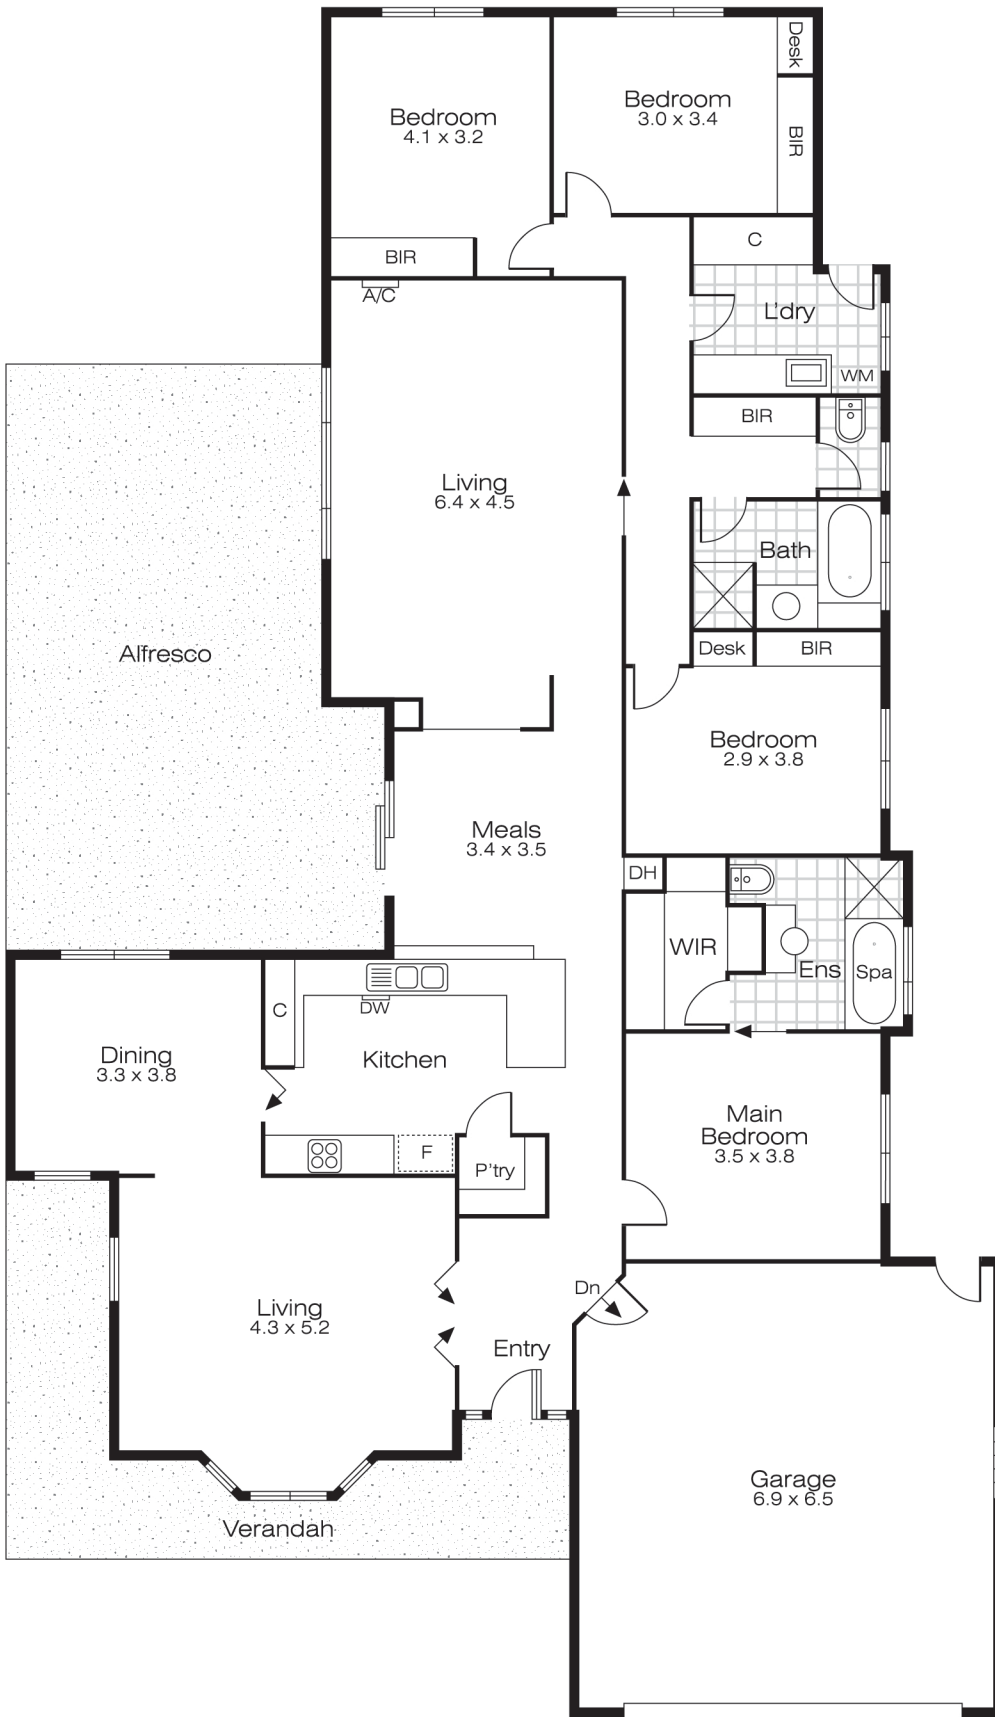 Bedroom
4.1 x 3.2
Bedroom
3.0 x 3.4
Desk
BIR
BIR
A/C
C
L'dry
WM
BIR
Living
6.4 x 4.5
Bath
Desk
BIR
Alfresco
Bedroom
2.9 x 3.8
Meals
3.4 x 3.5
DH
WIR
Ens
Spa
C
DW
Kitchen
Dining
3.3 x 3.8
Main
Bedroom
3.5 x 3.8
F
P'try
Living
4.3 x 5.2
Dn
Entry
Garage
6.9 x 6.5
Verandah